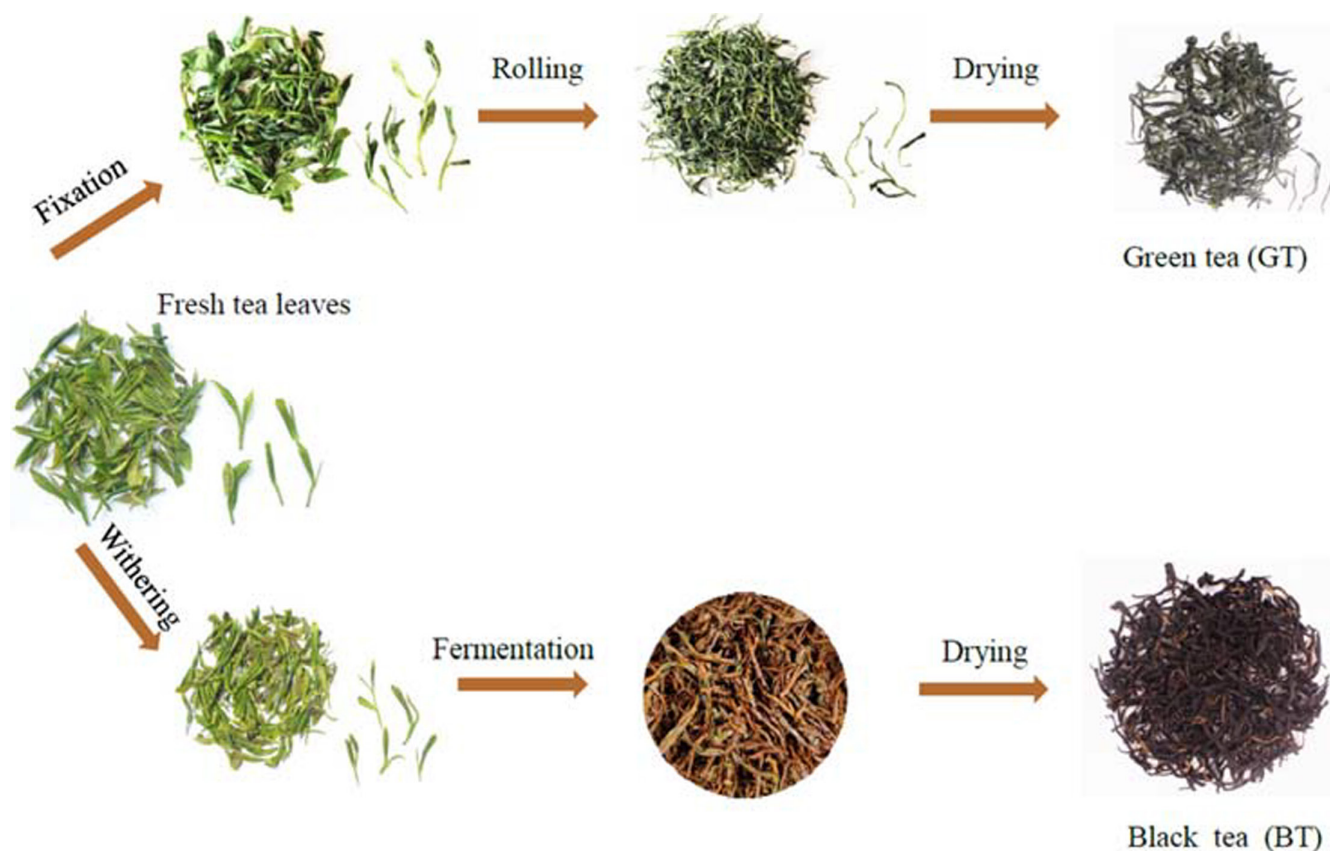 Rolling
Drying
Fixation
Green tea (GT)
Fresh tea leaves
Withering
Fermentation
Drying
Black tea (BT)